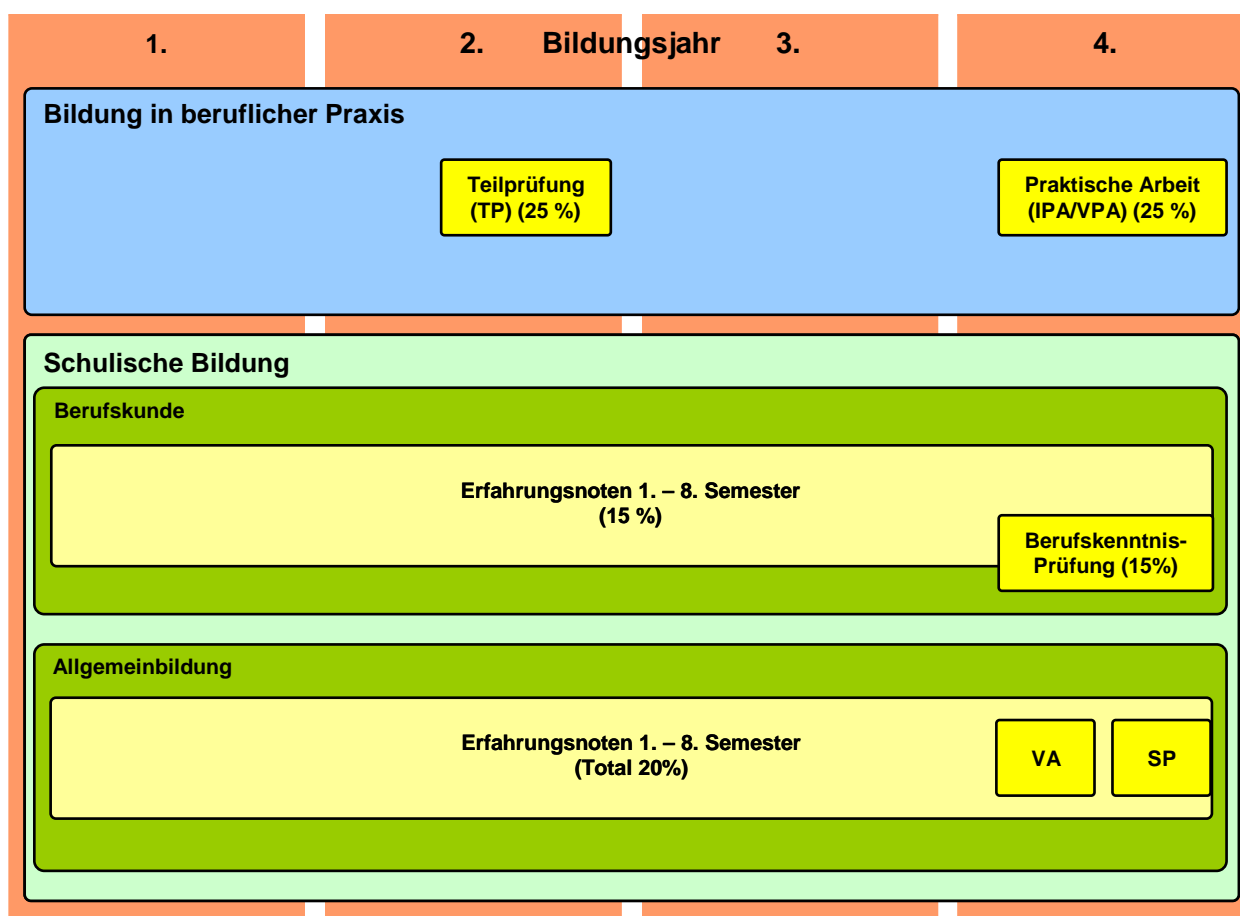 1. 2. Bildungsjahr 3. 4.
Bildung in beruflicher Praxis
Teilprüfung
(TP) (25 %)
Praktische Arbeit
(IPA/VPA) (25 %)
Schulische Bildung
Berufskunde
Erfahrungsnoten 1. – 8. Semester
(15 %)
Berufskenntnis-
Prüfung (15%)
Allgemeinbildung
Erfahrungsnoten 1. – 8. Semester
(Total 20%)
VA
SP